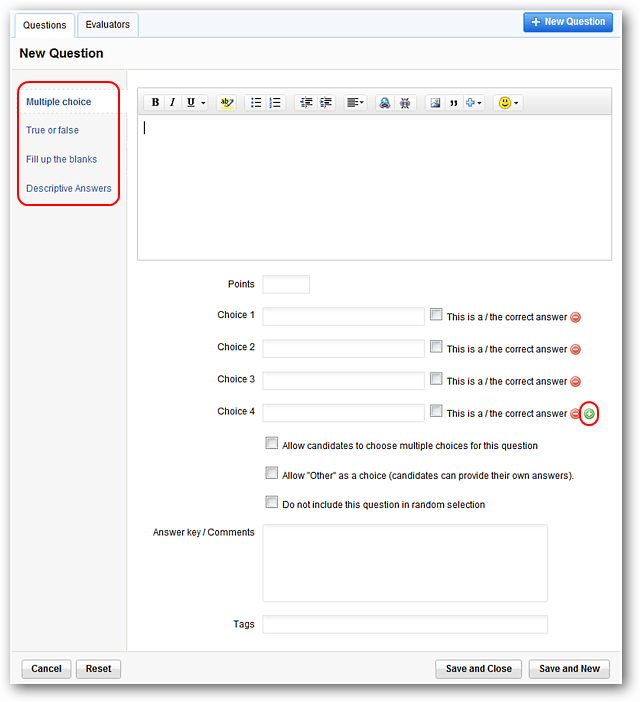 Questions Evaluators New Question
New Question
Multiple choice
True or false
Fill up the blanks
Descriptive Answers
B I U ab
Points
Choice 1 This is a / the correct answer
Choice 2 This is a / the correct answer
Choice 3 This is a / the correct answer
Choice 4 This is a / the correct answer
Allow candidates to choose multiple choices for this question
Allow "Other" as a choice (candidates can provide their own answers).
Do not include this question in random selection
Answer key / Comments
Tags
Cancel Reset Save and Close Save and New